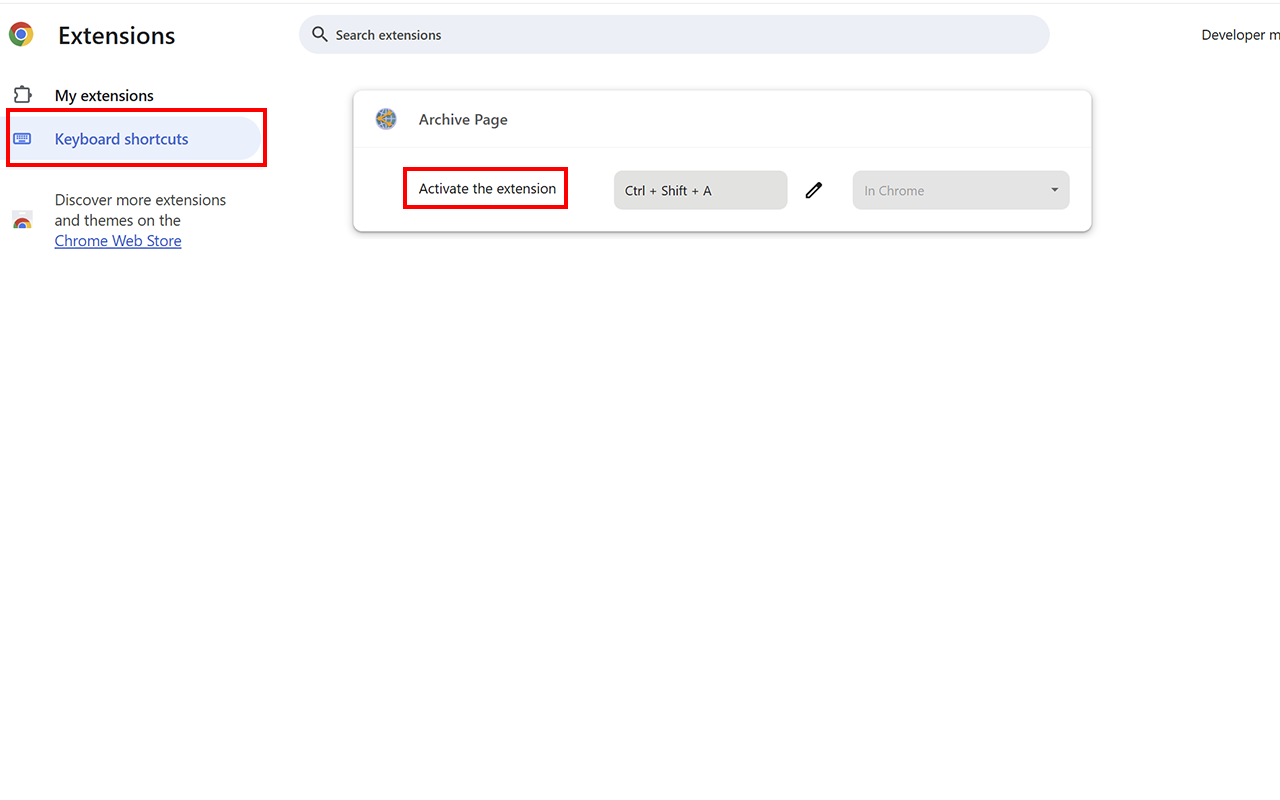 Extensions
Search extensions
Developer m
My extensions
Keyboard shortcuts
Discover more extensions
and themes on the
Chrome Web Store
Archive Page
Activate the extension
Ctrl + Shift + A
In Chrome